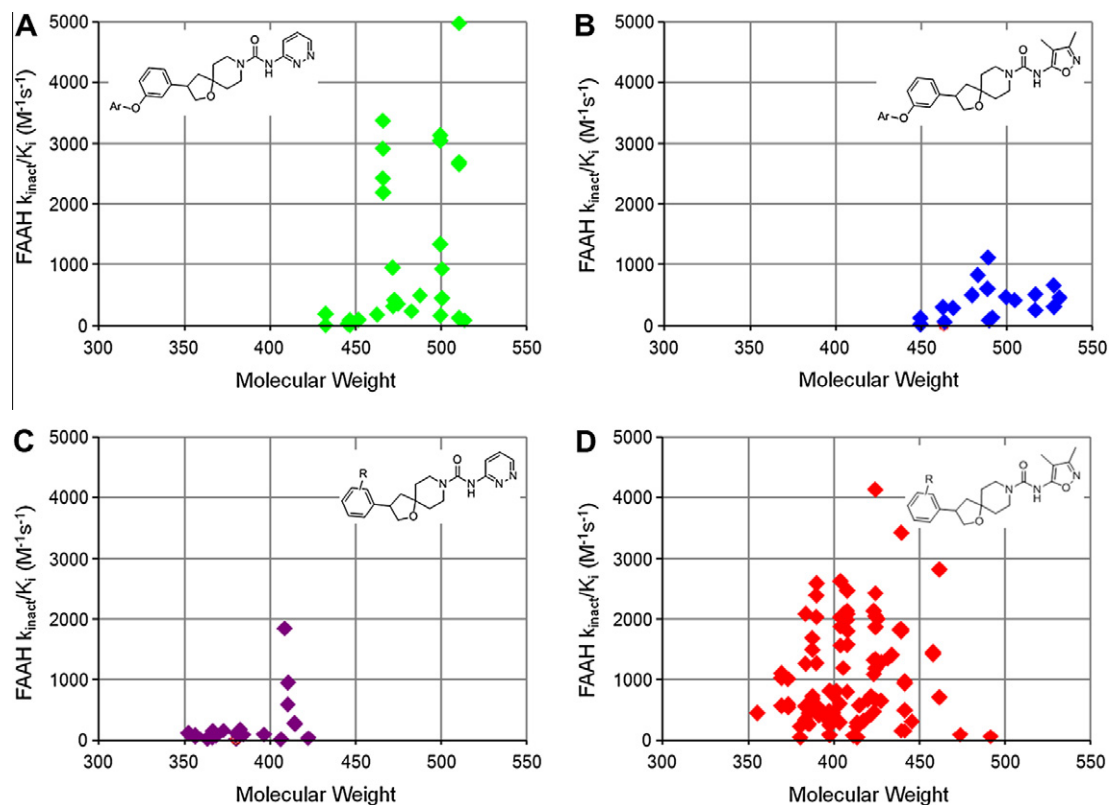 A
5000
4000
3000
2000
1000
0
300
350
400
450
500
550
FAAH kinact/Ki (M-1s-1)
Molecular Weight
Ar
O
O
N
O
N
H
N
N
B
5000
4000
3000
2000
1000
0
300
350
400
450
500
550
FAAH kinact/Ki (M-1s-1)
Molecular Weight
Ar
O
O
N
O
N
H
O
N
C
5000
4000
3000
2000
1000
0
300
350
400
450
500
550
FAAH kinact/Ki (M-1s-1)
Molecular Weight
R
O
N
O
N
H
N
N
D
5000
4000
3000
2000
1000
0
300
350
400
450
500
550
FAAH kinact/Ki (M-1s-1)
Molecular Weight
R
O
N
O
N
H
O
N